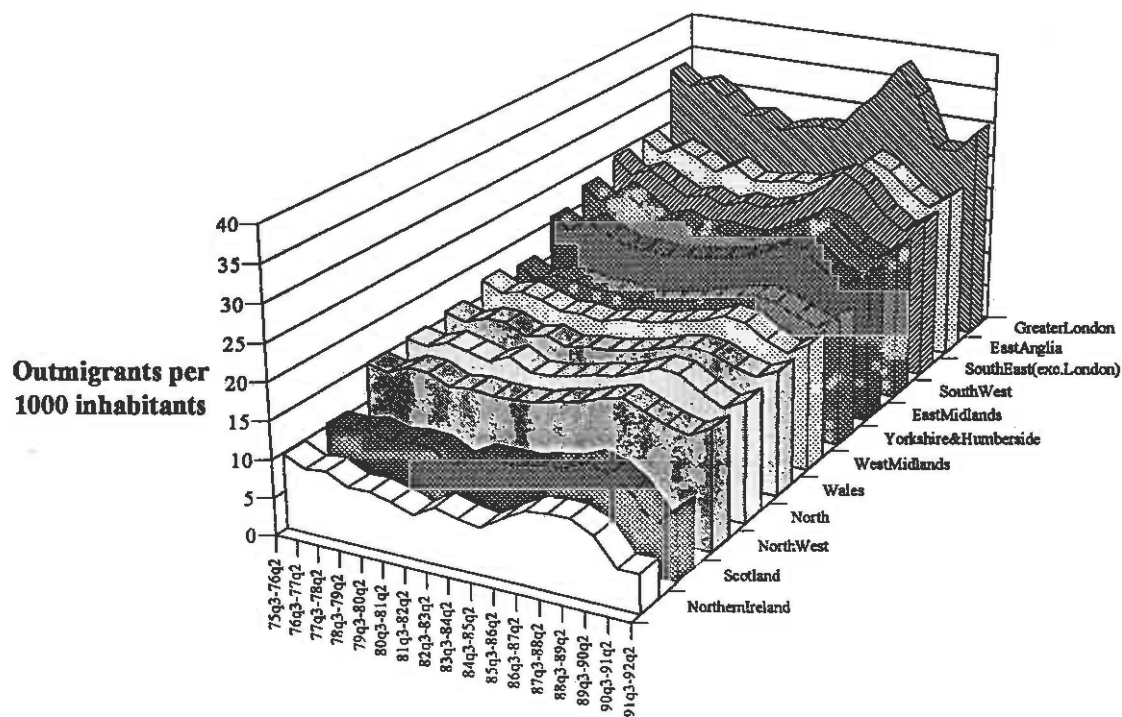 40
35
30
25
20
15
10
5
0
Outmigrants per
1000 inhabitants
75q3-76q2
76q3-77q2
77q3-78q2
78q3-79q2
79q3-80q2
80q3-81q2
81q3-82q2
82q3-83q2
83q3-84q2
84q3-85q2
85q3-86q2
86q3-87q2
87q3-88q2
88q3-89q2
89q3-90q2
90q3-91q2
91q3-92q2
GreaterLondon
EastAnglia
SouthEast(exc.London)
SouthWest
EastMidlands
Yorkshire&Humberside
WestMidlands
Wales
North
NorthWest
Scotland
NorthernIreland